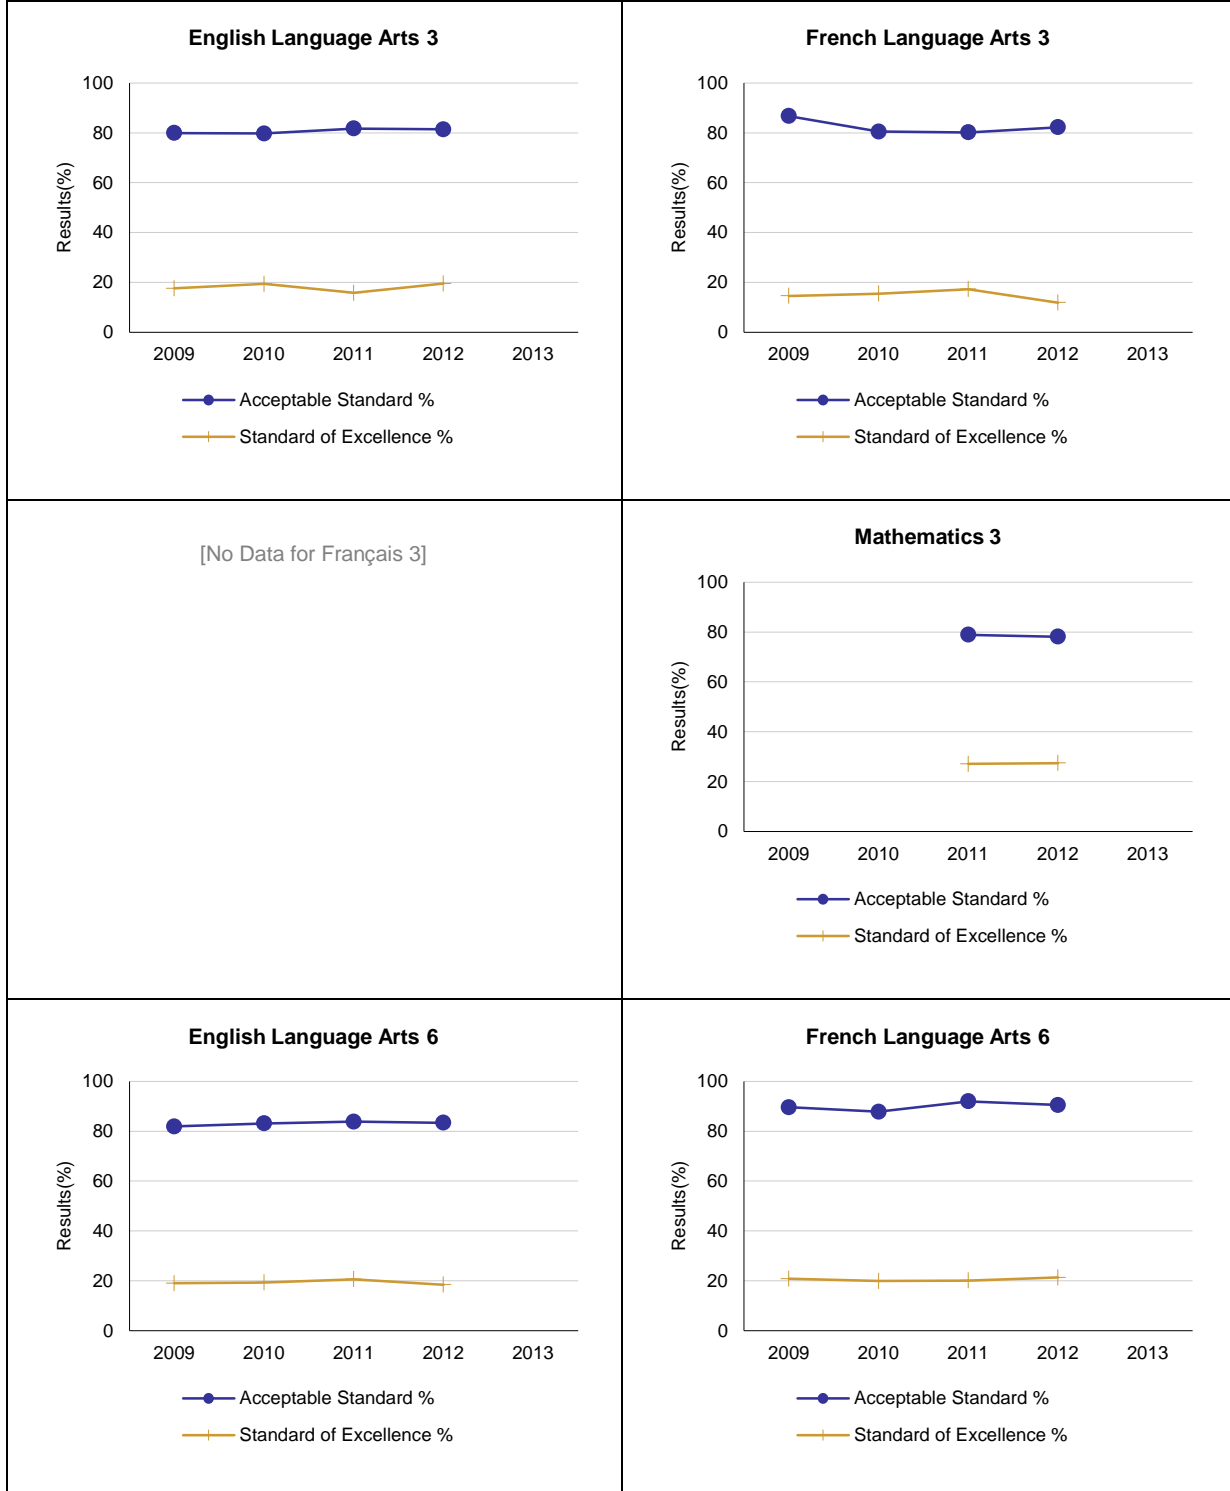 English Language Arts 3
100
80
60
40
20
0
Results(%)
2009 2010 2011 2012 2013
Acceptable Standard %
Standard of Excellence %
French Language Arts 3
100
80
60
40
20
0
Results(%)
2009 2010 2011 2012 2013
Acceptable Standard %
Standard of Excellence %
[No Data for Français 3]
Mathematics 3
100
80
60
40
20
0
Results(%)
2009 2010 2011 2012 2013
Acceptable Standard %
Standard of Excellence %
English Language Arts 6
100
80
60
40
20
0
Results(%)
2009 2010 2011 2012 2013
Acceptable Standard %
Standard of Excellence %
French Language Arts 6
100
80
60
40
20
0
Results(%)
2009 2010 2011 2012 2013
Acceptable Standard %
Standard of Excellence %